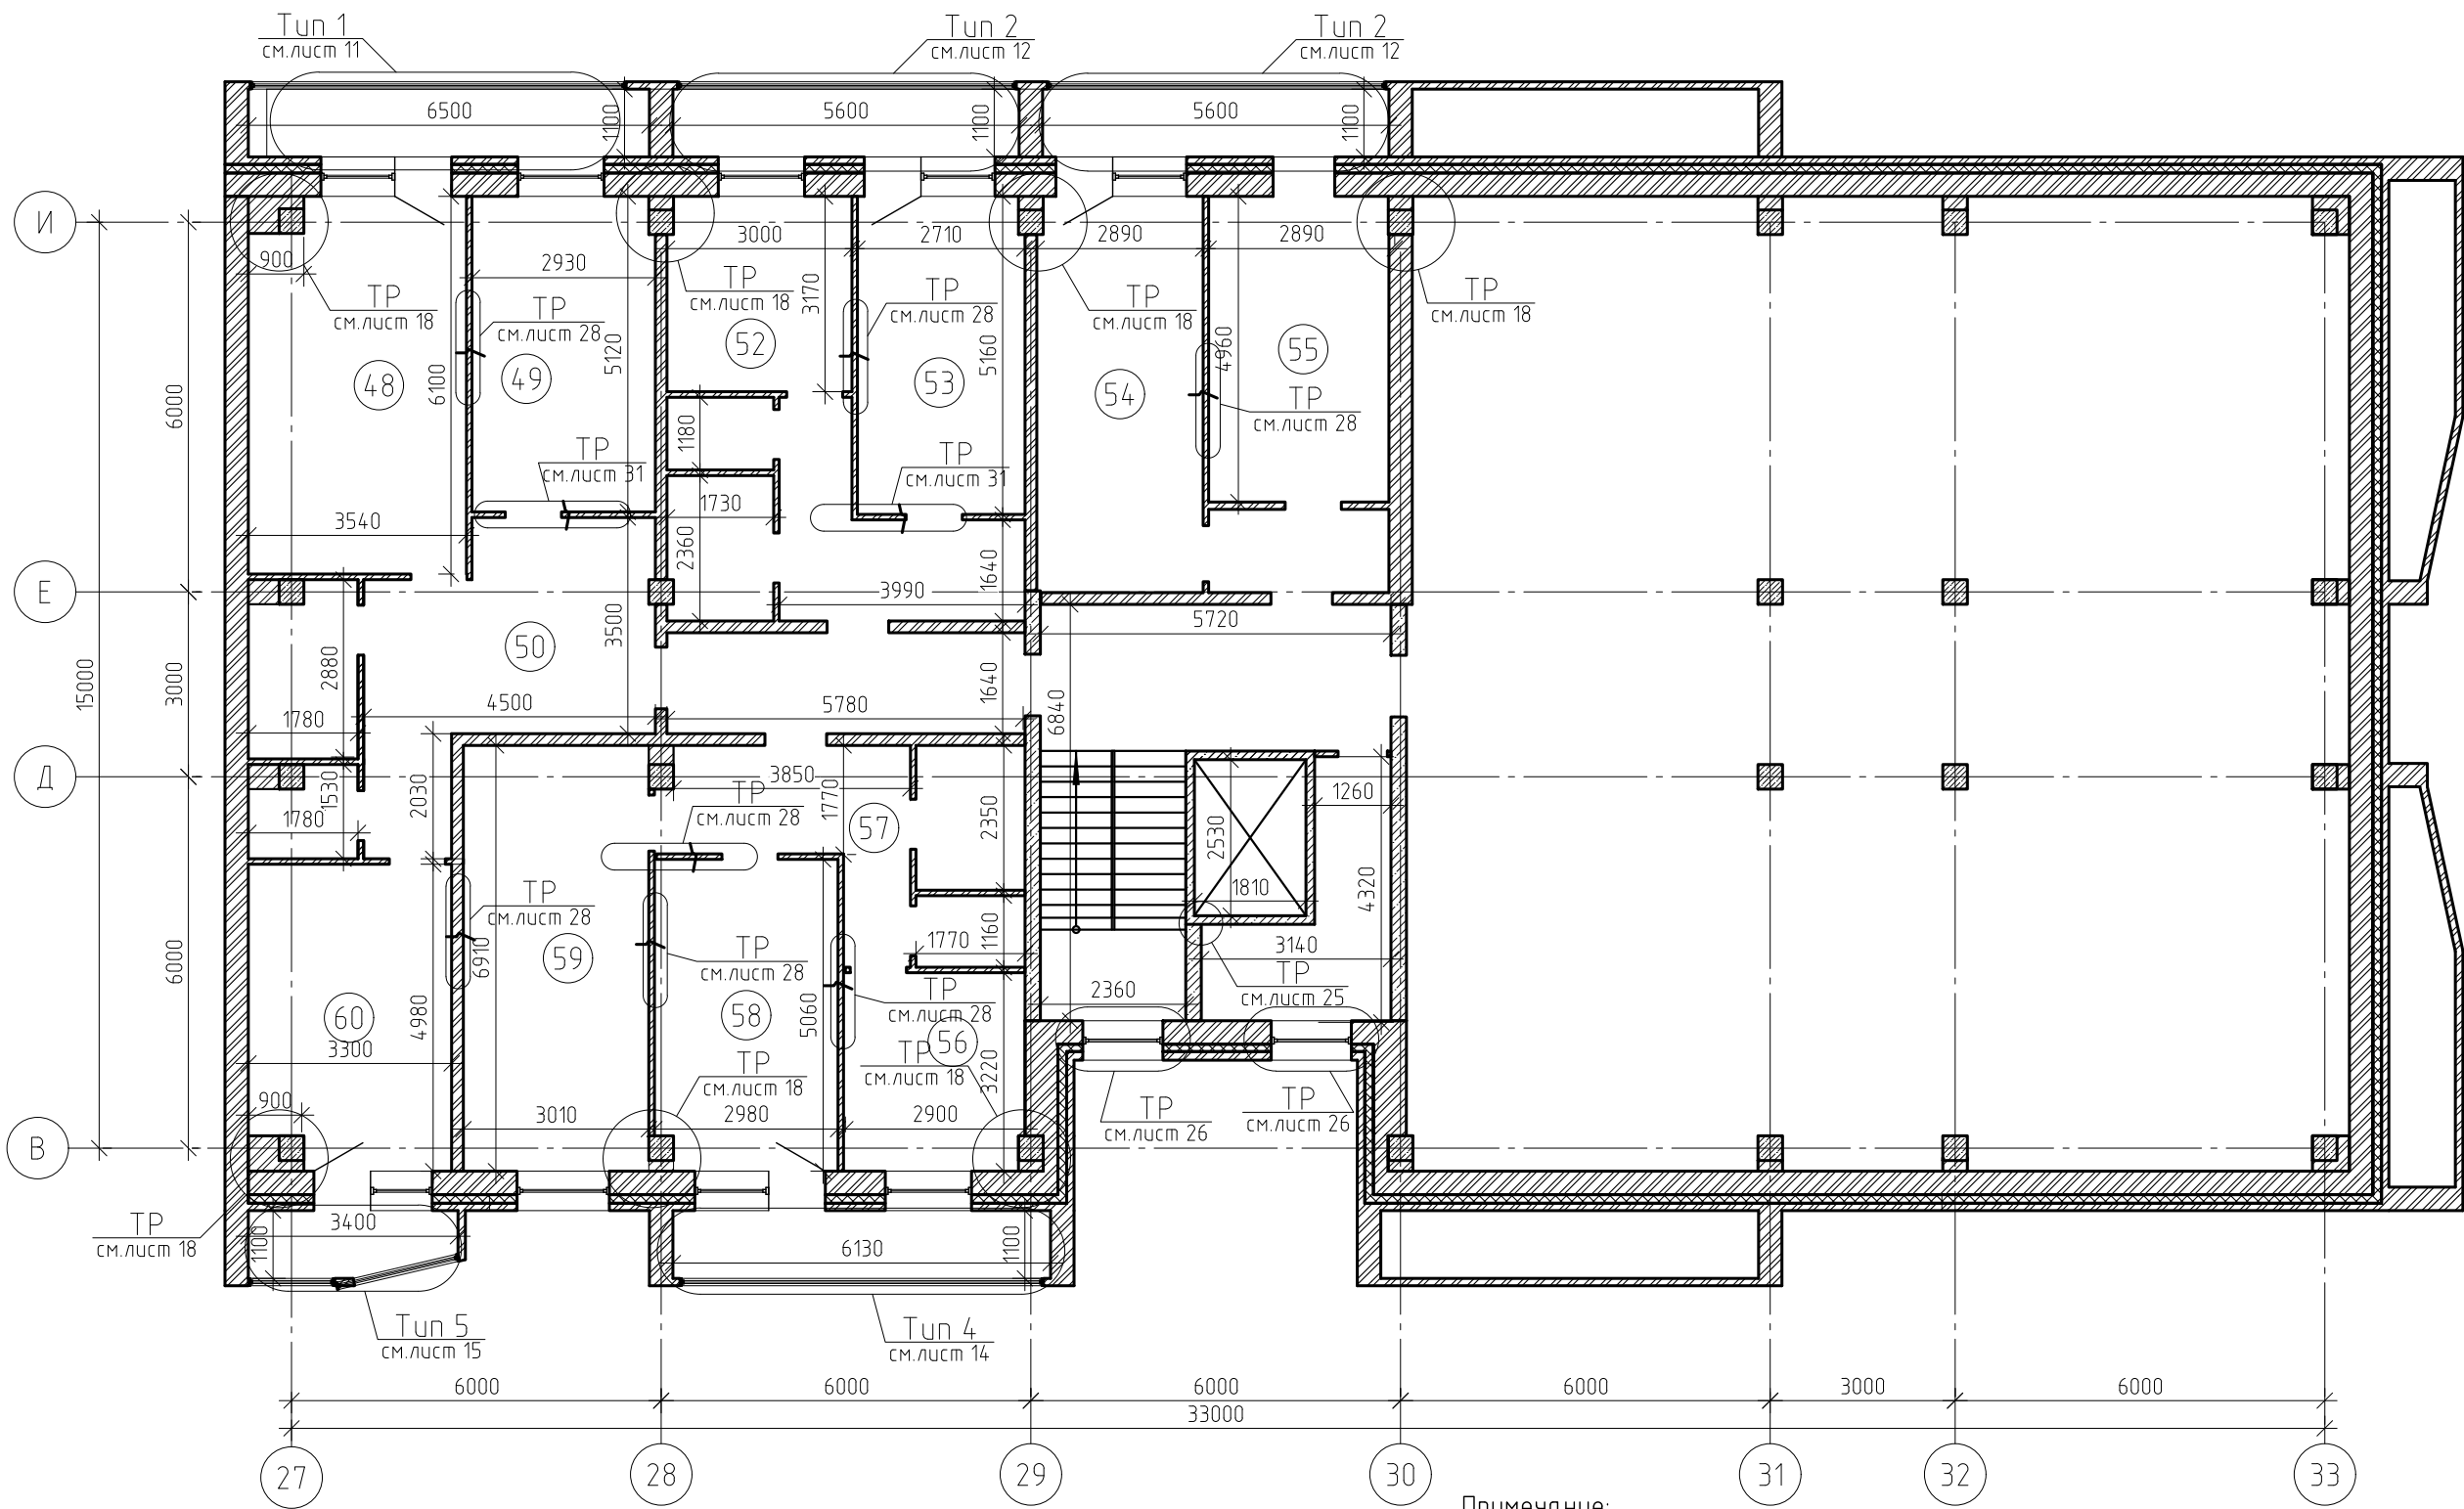 Тип 1
см.лист 11
Тип 2
см.лист 12
Тип 2
см.лист 12
6500
1100
5600
1100
5600
1100
И
3000
2710
2890
2890
900
2930
ТР
см.лист 18
ТР
см.лист 28
ТР
см.лист 18
3170
ТР
см.лист 28
ТР
см.лист 18
ТР
см.лист 18
48
6100
49
5120
52
53
5160
54
4960
55
ТР
см.лист 28
6000
1180
ТР
см.лист 31
ТР
см.лист 31
1730
3540
2360
1640
Е
3990
5720
50
3500
2880
15000
3000
1640
4500
5780
6840
1780
Д
3850
1530
2030
1770
1260
1780
ТР
см.лист 28
57
2350
2530
1810
4320
ТР
см.лист 28
6910
59
1770
1160
3140
6000
ТР
см.лист 28
ТР
см.лист 28
ТР
см.лист 25
60
4980
3300
58
5060
56
2360
ТР
см.лист 18
ТР
см.лист 18
3220
900
3010
2980
2900
ТР
см.лист 26
ТР
см.лист 26
В
ТР
см.лист 18
3400
1100
6130
1100
Тип 5
см.лист 15
Тип 4
см.лист 14
6000
6000
6000
6000
3000
6000
33000
27
28
29
30
31
32
33
Примечание: